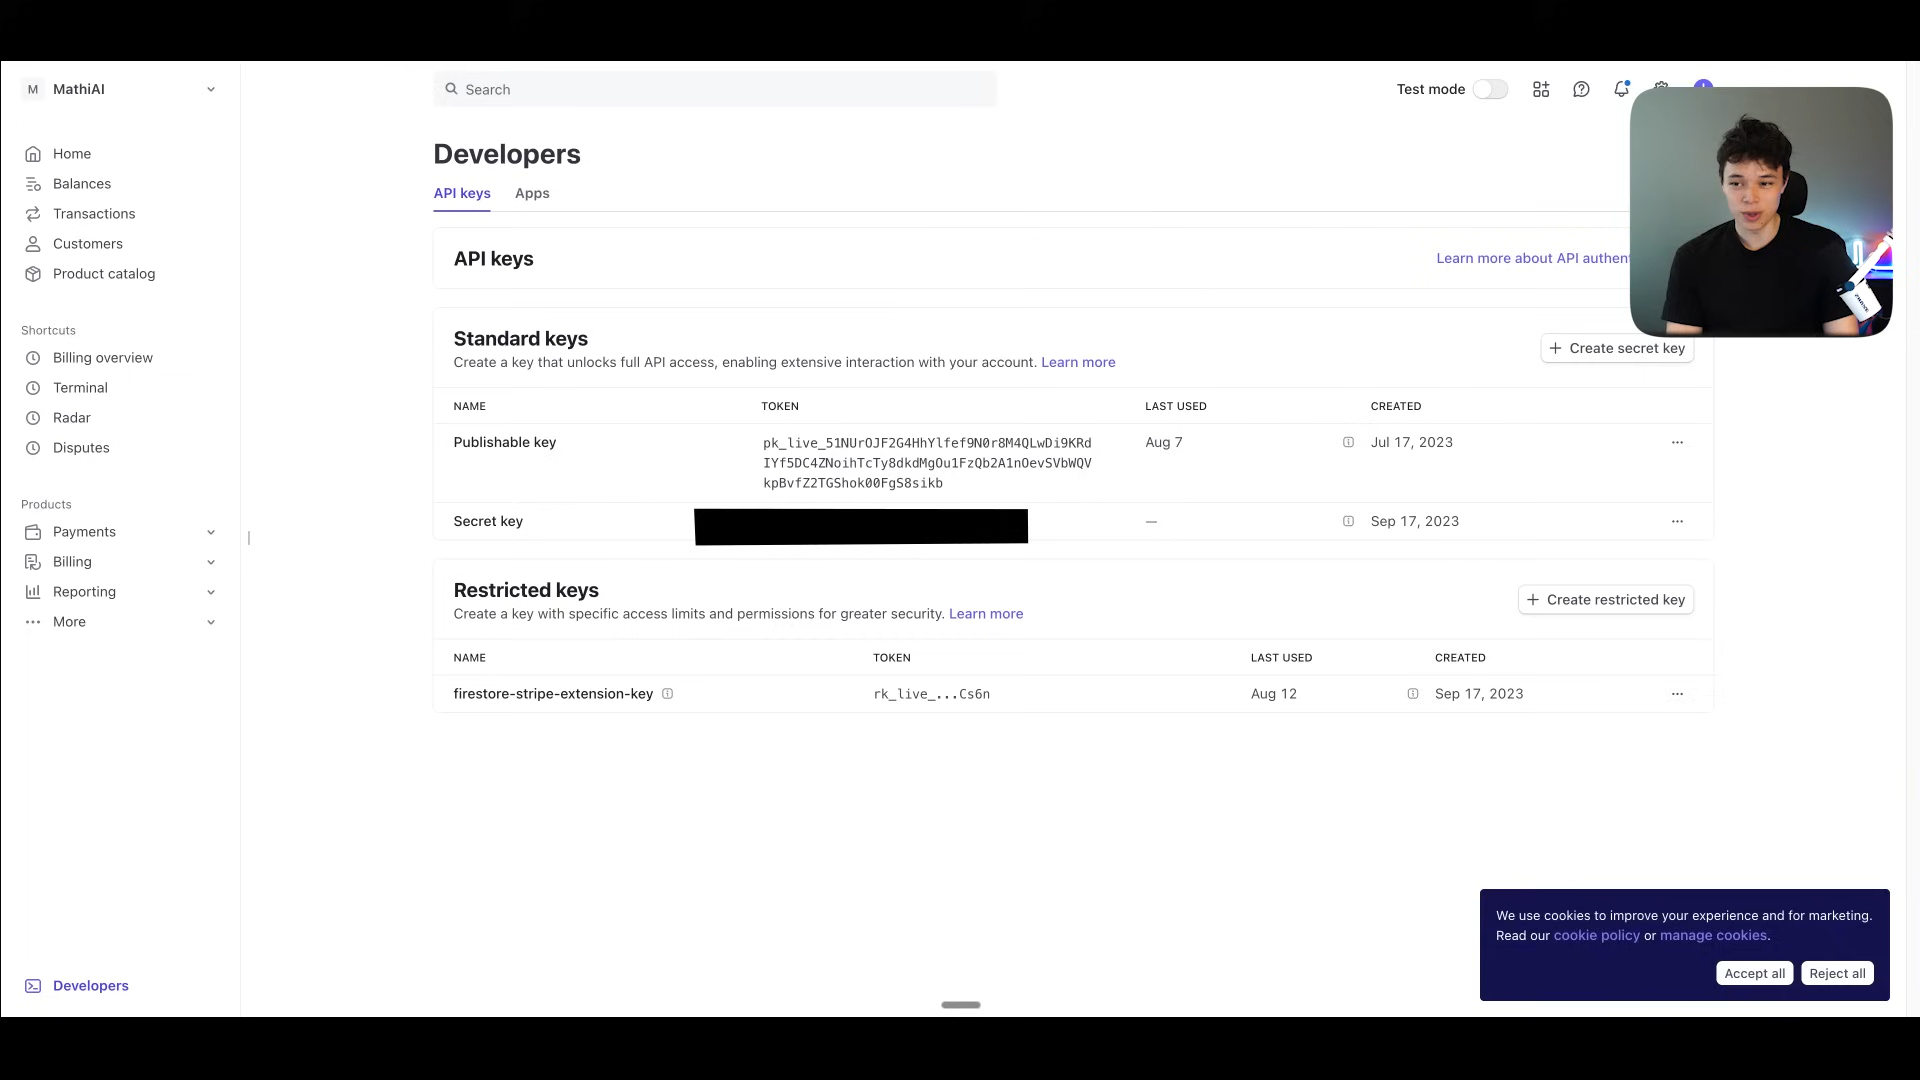 M MathiAI
Search
Test mode
Home
Balances
Transactions
Customers
Product catalog
Shortcuts
Billing overview
Terminal
Radar
Disputes
Products
Payments
Billing
Reporting
More
Developers
Developers
API keys Apps
API keys
Learn more about API authent
Standard keys
Create a key that unlocks full API access, enabling extensive interaction with your account. Learn more
Create secret key
NAME TOKEN LAST USED CREATED
Publishable key pk_live_51NUrOJF2G4HhYlfef9N0r8M4QLwDi9KRd Aug 7 Jul 17, 2023
IYf5DC4ZNoihTcTy8dkdMgOu1FzQb2A1nOevSVbWQV
kpBvfZ2TGShok00FgS8sikb
Secret key — Sep 17, 2023
Restricted keys
Create a key with specific access limits and permissions for greater security. Learn more
Create restricted key
NAME TOKEN LAST USED CREATED
firestore-stripe-extension-key rk_live_...Cs6n Aug 12 Sep 17, 2023
We use cookies to improve your experience and for marketing.
Read our cookie policy or manage cookies.
Accept all Reject all